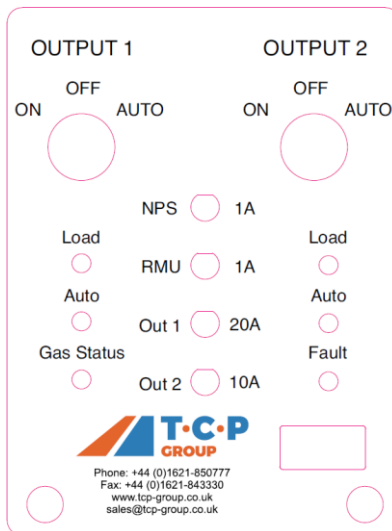 OUTPUT 1 OUTPUT 2
OFF OFF
ON AUTO ON AUTO
NPS 1A
Load Load
RMU 1A
Auto Auto
Out 1 20A
Gas Status Fault
Out 2 10A
T·C·P
GROUP
Phone: +44 (0)1621-850777
Fax: +44 (0)1621-843330
www.tcp-group.co.uk
sales@tcp-group.co.uk